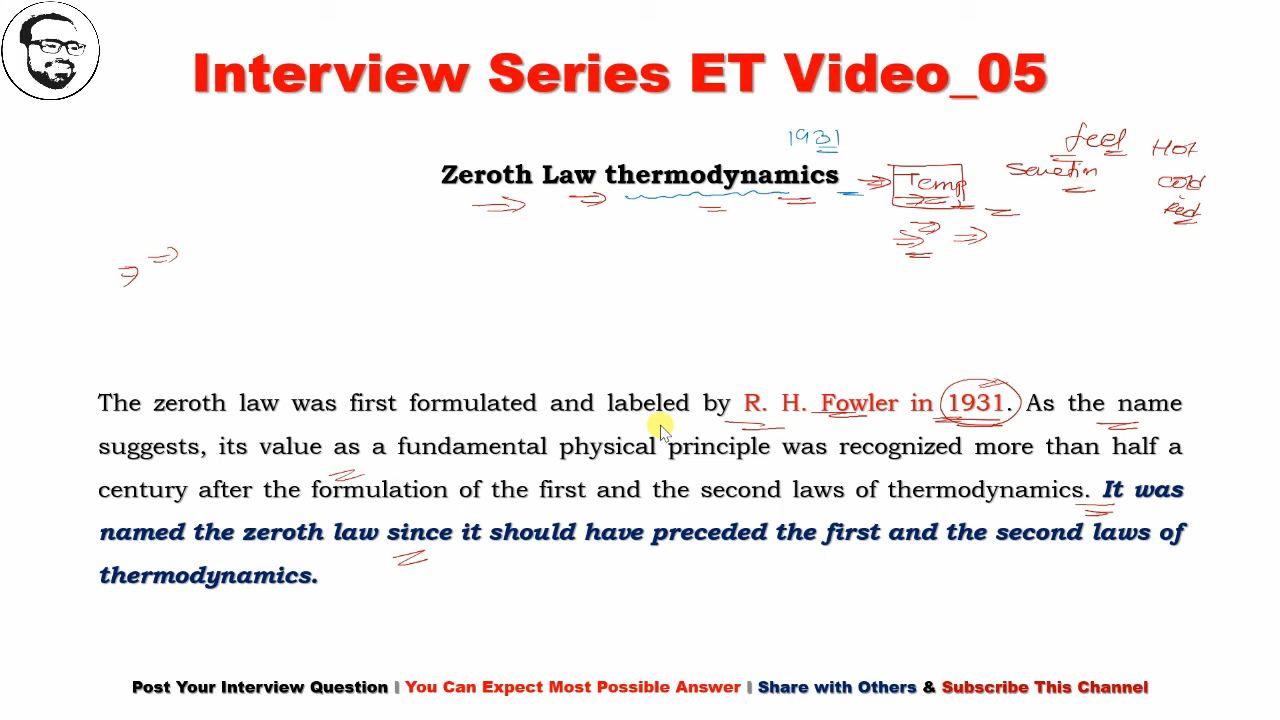 Interview Series ET Video_05
1931
Zeroth Law thermodynamics
Temp
feel
Hot
cold
Red
The zeroth law was first formulated and labeled by R. H. Fowler in 1931. As the name
suggests, its value as a fundamental physical principle was recognized more than half a
century after the formulation of the first and the second laws of thermodynamics. It was
named the zeroth law since it should have preceded the first and the second laws of
thermodynamics.
Post Your Interview Question | You Can Expect Most Possible Answer | Share with Others & Subscribe This Channel